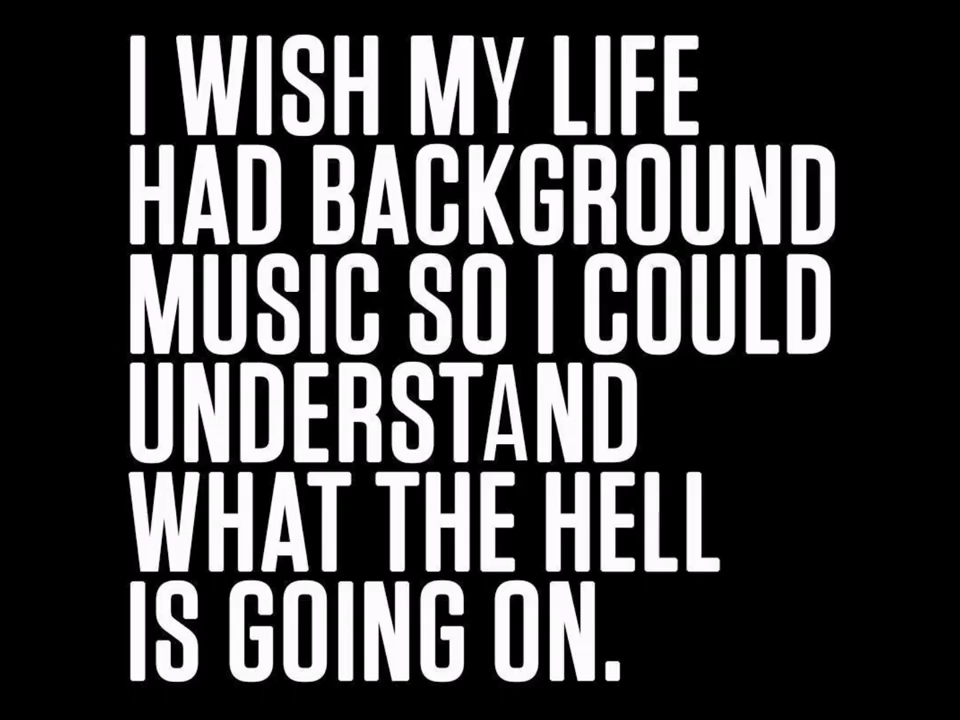 I WISH MY LIFE
HAD BACKGROUND
MUSIC SO I COULD
UNDERSTAND
WHAT THE HELL
IS GOING ON.